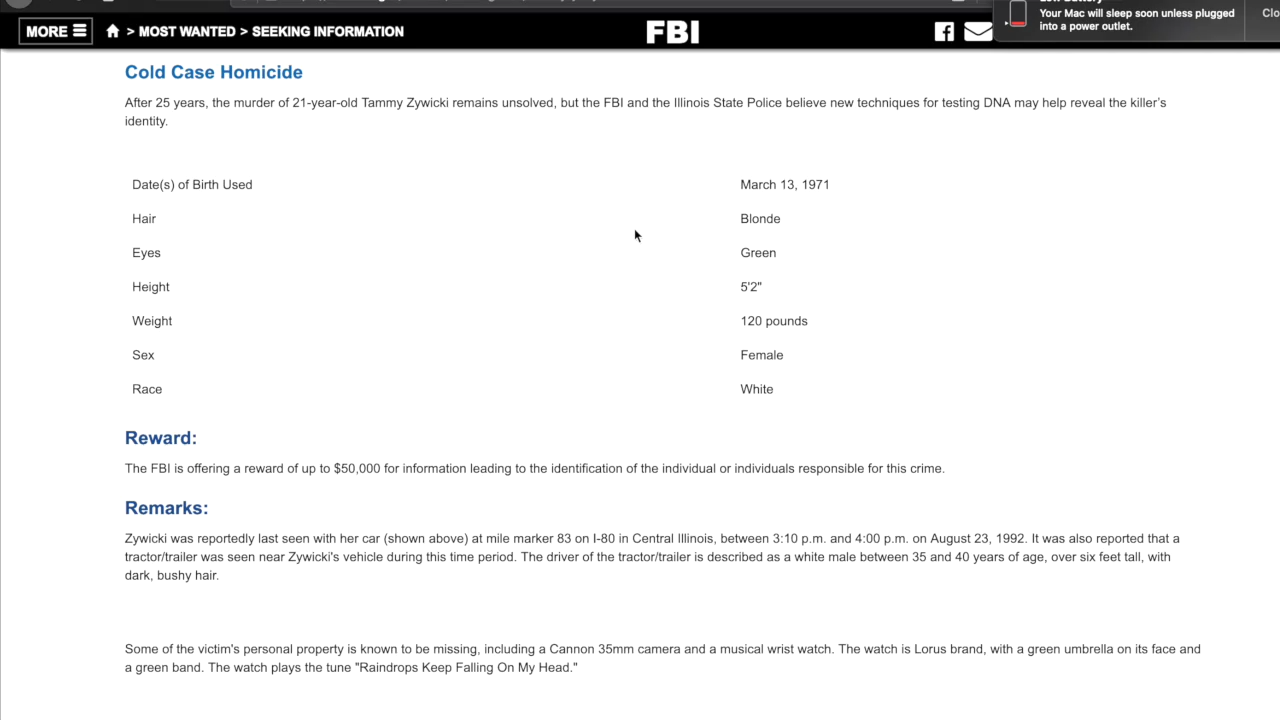 Your Mac will sleep soon unless plugged
into a power outlet.
Clo
MORE > MOST WANTED > SEEKING INFORMATION
FBI
Cold Case Homicide
After 25 years, the murder of 21-year-old Tammy Zywicki remains unsolved, but the FBI and the Illinois State Police believe new techniques for testing DNA may help reveal the killer's
identity.
Date(s) of Birth Used March 13, 1971
Hair Blonde
Eyes Green
Height 5'2"
Weight 120 pounds
Sex Female
Race White
Reward:
The FBI is offering a reward of up to $50,000 for information leading to the identification of the individual or individuals responsible for this crime.
Remarks:
Zywicki was reportedly last seen with her car (shown above) at mile marker 83 on I-80 in Central Illinois, between 3:10 p.m. and 4:00 p.m. on August 23, 1992. It was also reported that a
tractor/trailer was seen near Zywicki's vehicle during this time period. The driver of the tractor/trailer is described as a white male between 35 and 40 years of age, over six feet tall, with
dark, bushy hair.
Some of the victim's personal property is known to be missing, including a Cannon 35mm camera and a musical wrist watch. The watch is Lorus brand, with a green umbrella on its face and
a green band. The watch plays the tune "Raindrops Keep Falling On My Head."